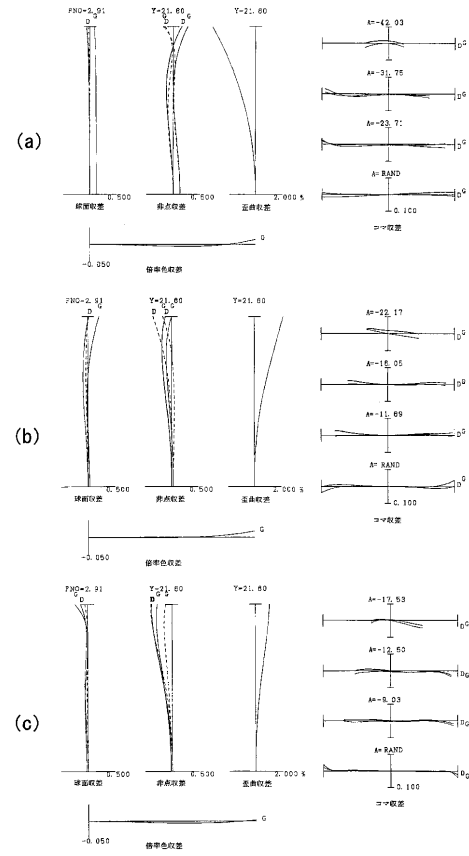 (a)
FNO=2.91
Y=21.60
Y=21.60
D G
G
D
D G
0.500
0.500
2.000 %
球面収差
非点収差
歪曲収差
-0.050
倍率色収差
G
A=-42.03
D G
A=-31.75
D G
A=-23.71
D G
A=RAND
D G
0.100
コマ収差
(b)
FNO=2.91
Y=21.60
Y=21.60
D G
D G D G
0.500
0.500
2.000 %
球面収差
非点収差
歪曲収差
-0.050
倍率色収差
G
A=-22.17
D G
A=-16.05
D G
A=-11.69
D G
A=RAND
D G
0.100
コマ収差
(c)
FNO=2.91
Y=21.60
Y=21.60
G D
D G G
0.500
0.500
2.000 %
球面収差
非点収差
歪曲収差
-0.050
倍率色収差
G
A=-17.53
D G
A=-12.50
D G
A=-9.03
D G
A=RAND
D G
0.100
コマ収差